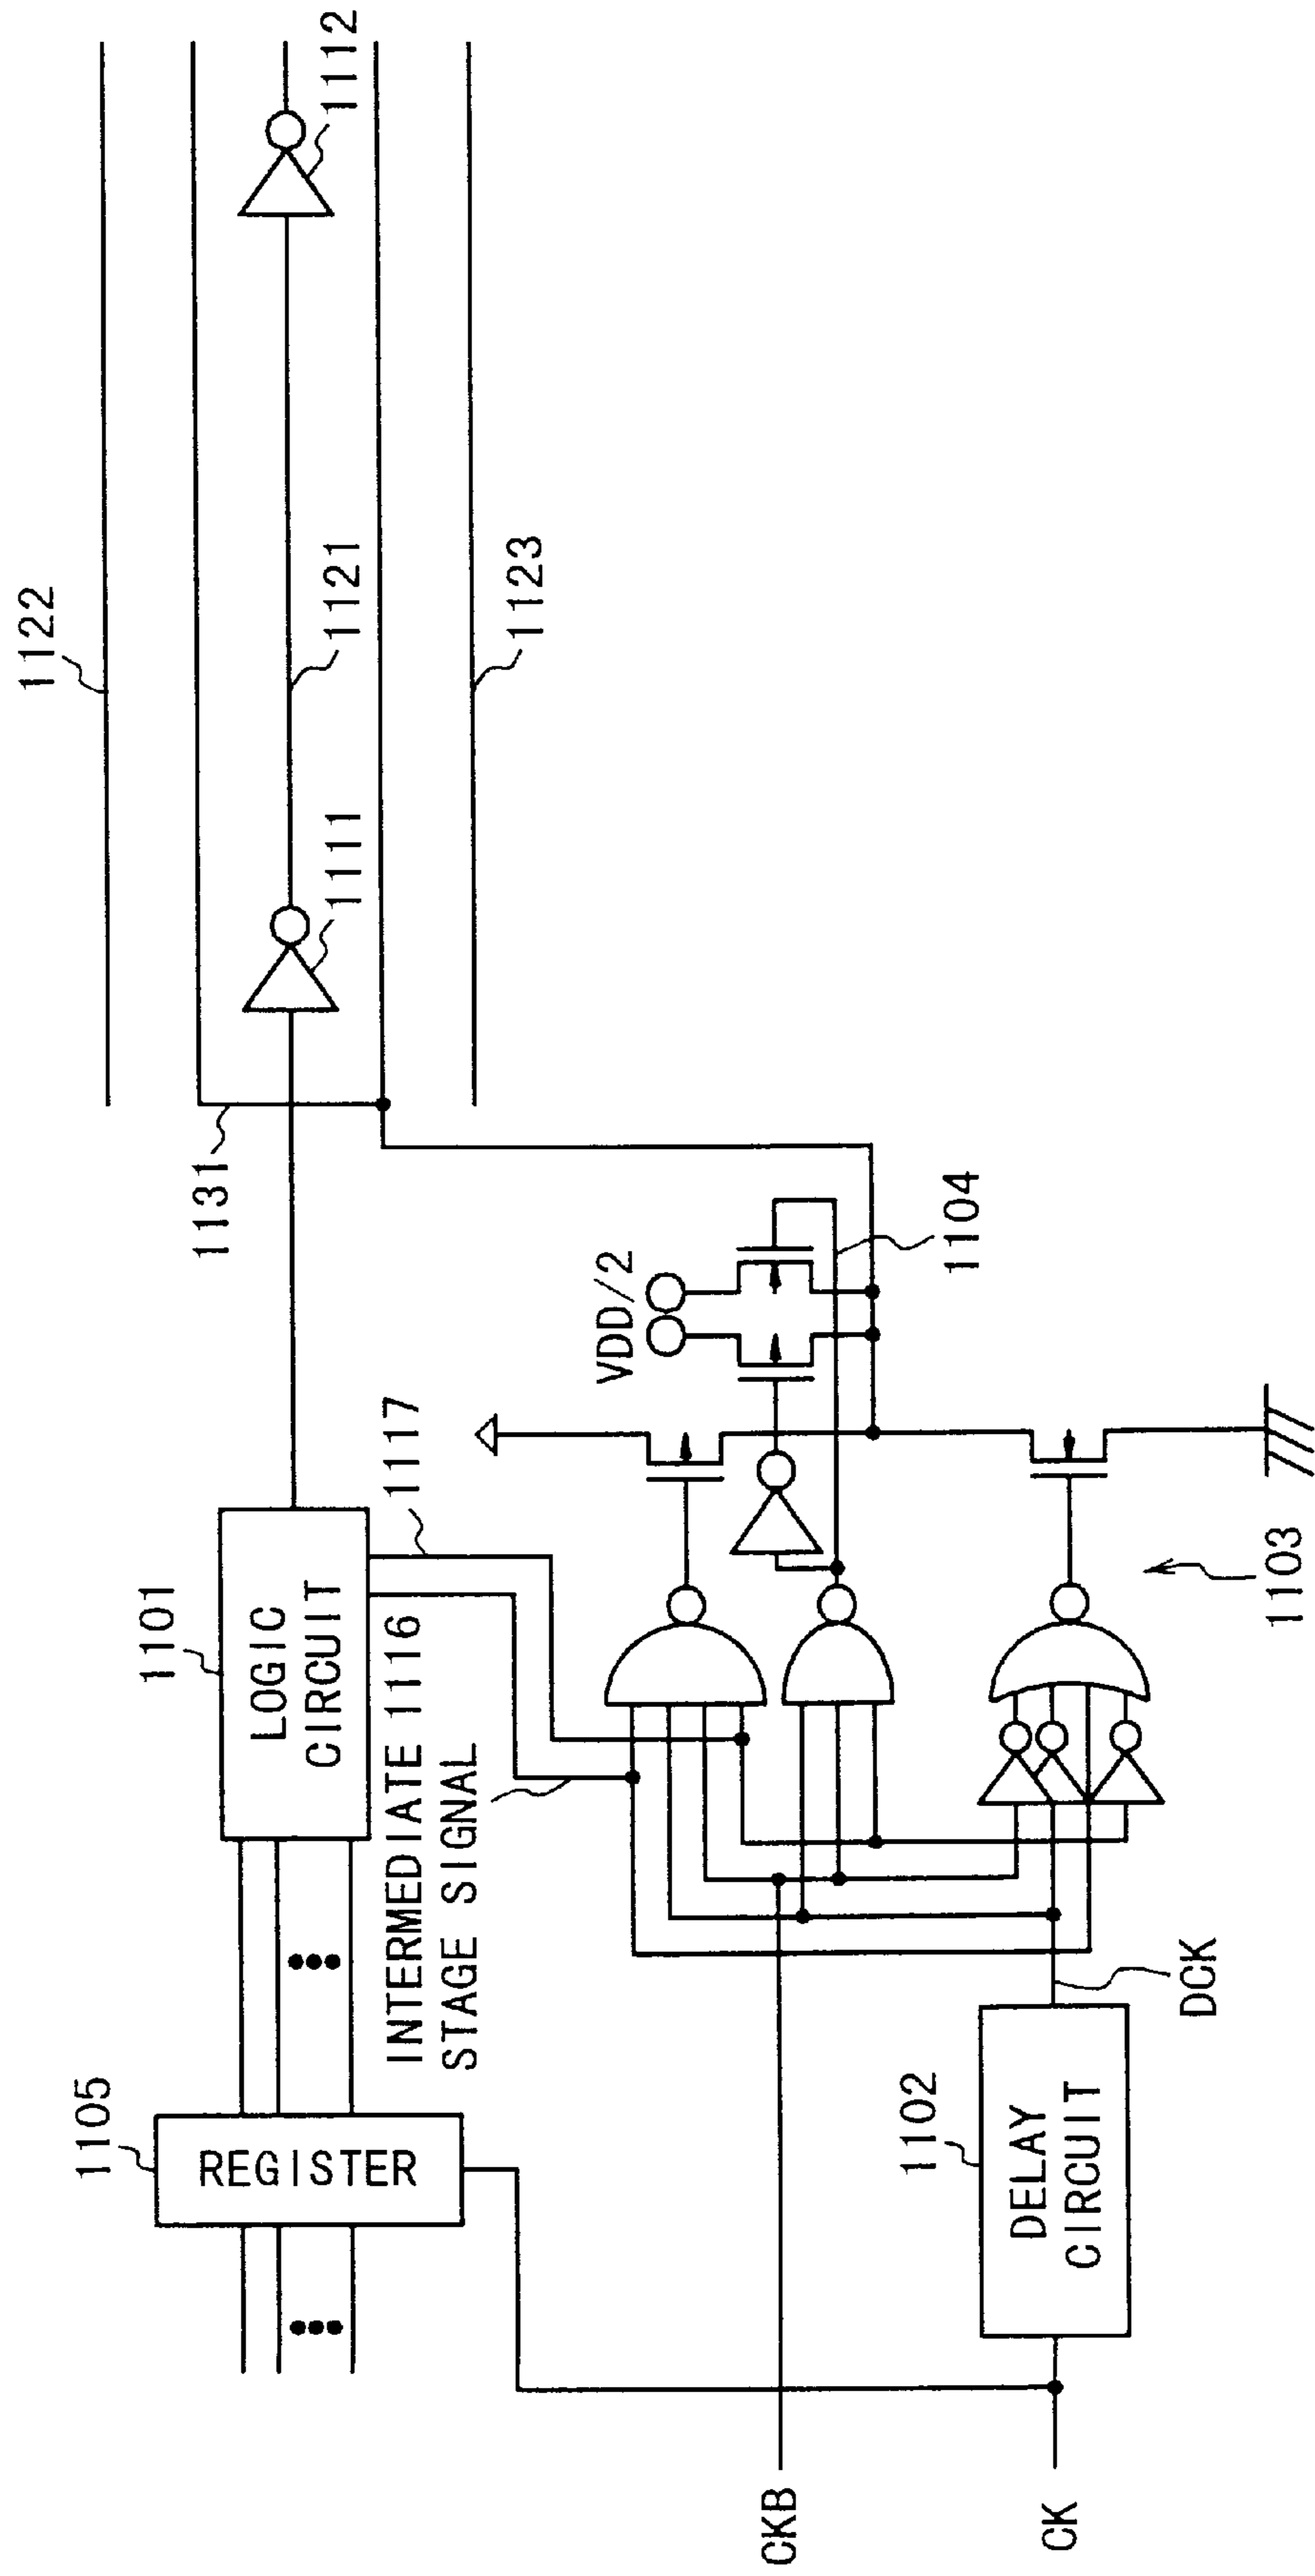 1122
1112
1121
1123
1111
1131
1104
VDD/2
1117
1101
LOGIC
CIRCUIT
INTERMEDIATE 1116
STAGE SIGNAL
1103
1105
REGISTER
DCK
1102
DELAY
CIRCUIT
CKB
CK